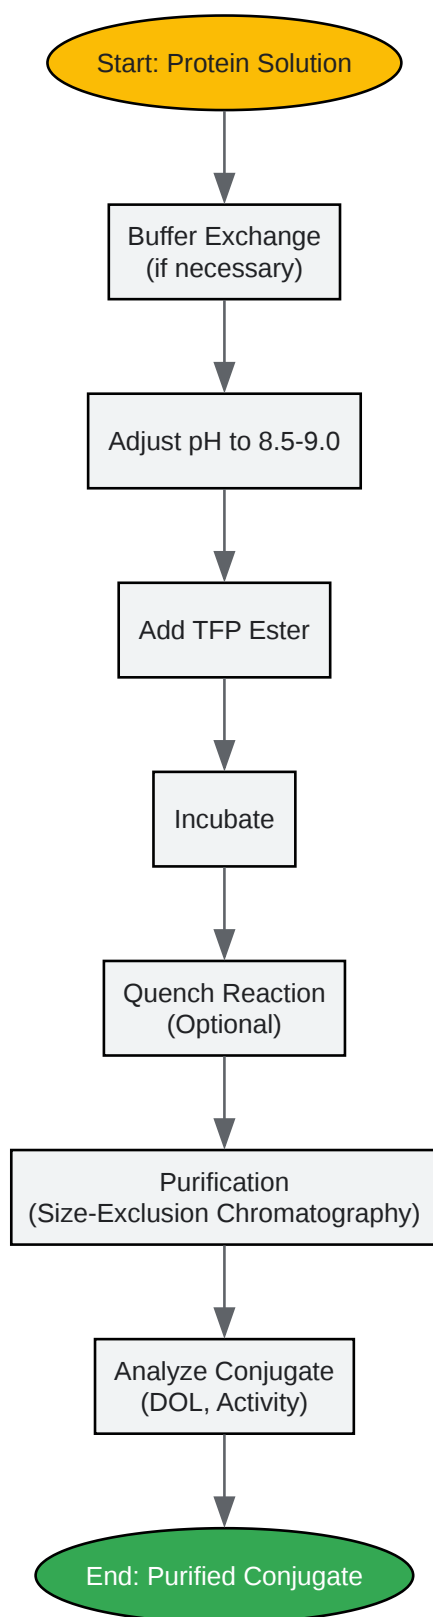 Start: Protein Solution
Buffer Exchange
(if necessary)
Adjust pH to 8.5-9.0
Add TFP Ester
Incubate
Quench Reaction
(Optional)
Purification
(Size-Exclusion Chromatography)
Analyze Conjugate
(DOL, Activity)
End: Purified Conjugate